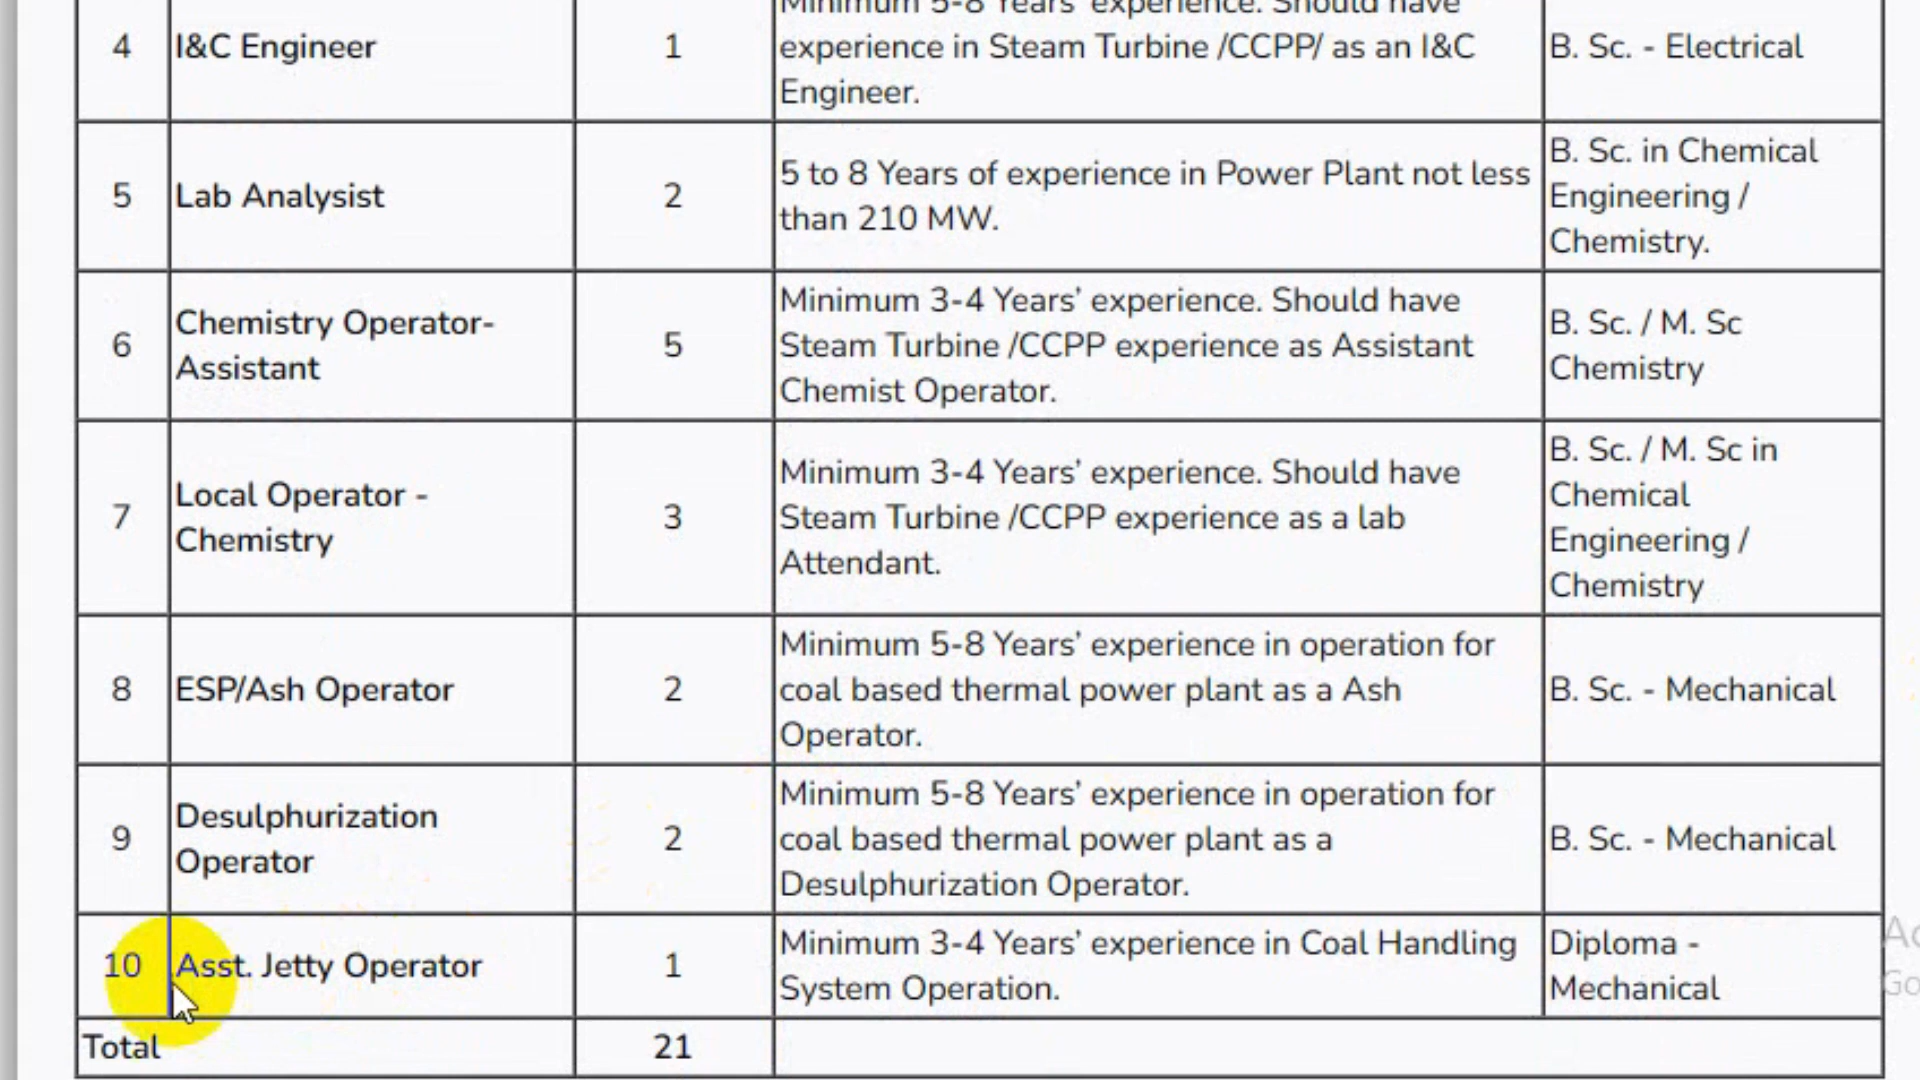 Minimum 5-8 Years' experience. Should have
4 I&C Engineer 1 experience in Steam Turbine /CCPP/ as an I&C B. Sc. - Electrical
Engineer.
B. Sc. in Chemical
5 to 8 Years of experience in Power Plant not less
5 Lab Analysist 2 Engineering /
than 210 MW.
Chemistry.
Minimum 3-4 Years' experience. Should have
Chemistry Operator- B. Sc. / M. Sc
6 5 Steam Turbine /CCPP experience as Assistant
Assistant Chemistry
Chemist Operator.
B. Sc. / M. Sc in
Minimum 3-4 Years' experience. Should have
Local Operator - Chemical
7 3 Steam Turbine /CCPP experience as a lab
Chemistry Engineering /
Attendant.
Chemistry
Minimum 5-8 Years' experience in operation for
8 ESP/Ash Operator 2 coal based thermal power plant as a Ash B. Sc. - Mechanical
Operator.
Minimum 5-8 Years' experience in operation for
Desulphurization
9 2 coal based thermal power plant as a B. Sc. - Mechanical
Operator
Desulphurization Operator.
Minimum 3-4 Years' experience in Coal Handling Diploma -
10 Asst. Jetty Operator 1
System Operation. Mechanical
Total 21